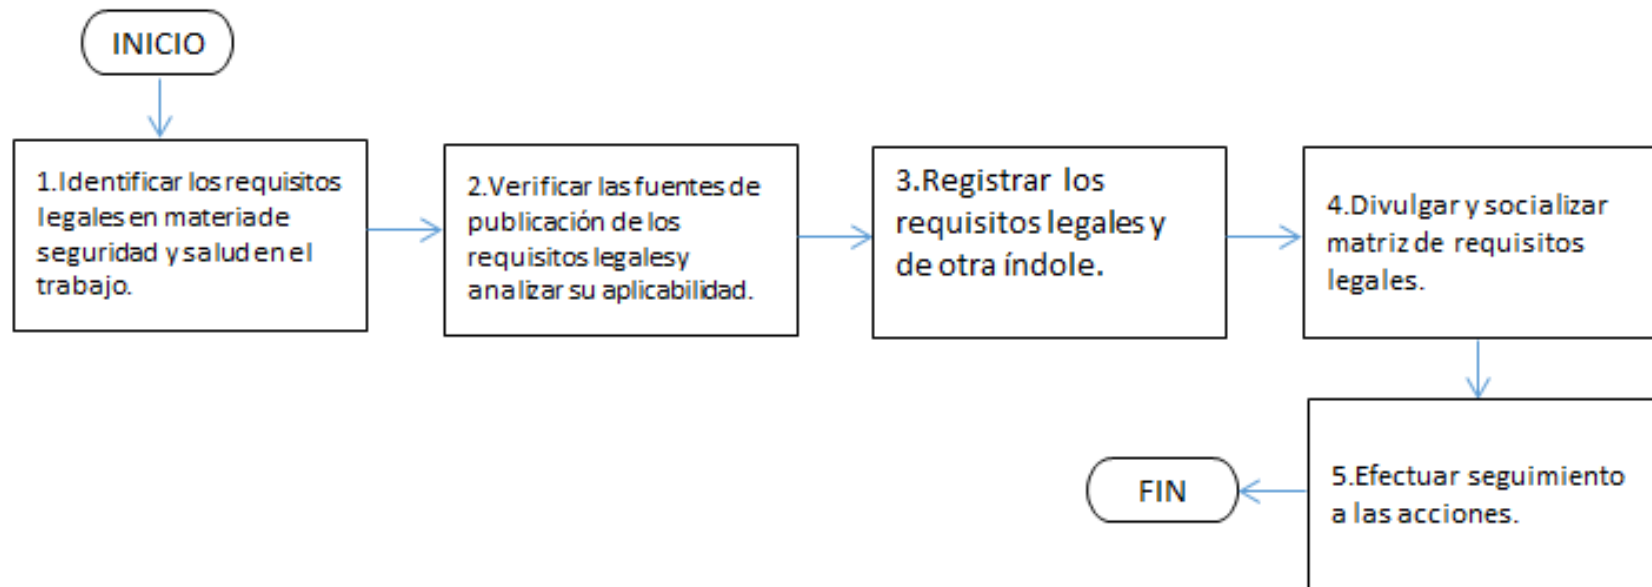 INICIO
1.Identificar los requisitos
legales en materia de
seguridad y salud en el
trabajo.
2.Verificar las fuentes de
publicación de los
requisitos legales y
analizar su aplicabilidad.
3.Registrar los
requisitos legales y
de otra índole.
4.Divulgar y socializar
matriz de requisitos
legales.
5.Efectuar seguimiento
a las acciones.
FIN